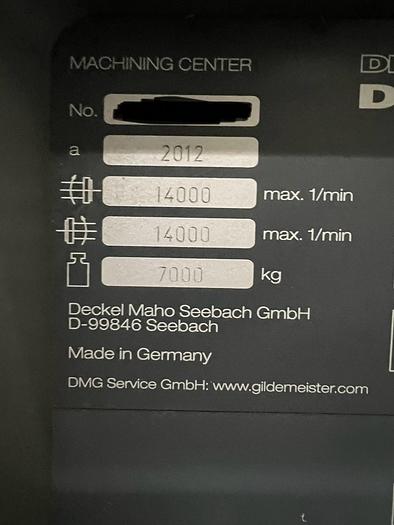 MACHINING CENTER
No.
a 2012
14000 max. 1/min
14000 max. 1/min
7000 kg
Deckel Maho Seebach GmbH
D-99846 Seebach
Made in Germany
DMG Service GmbH: www.gildemeister.com